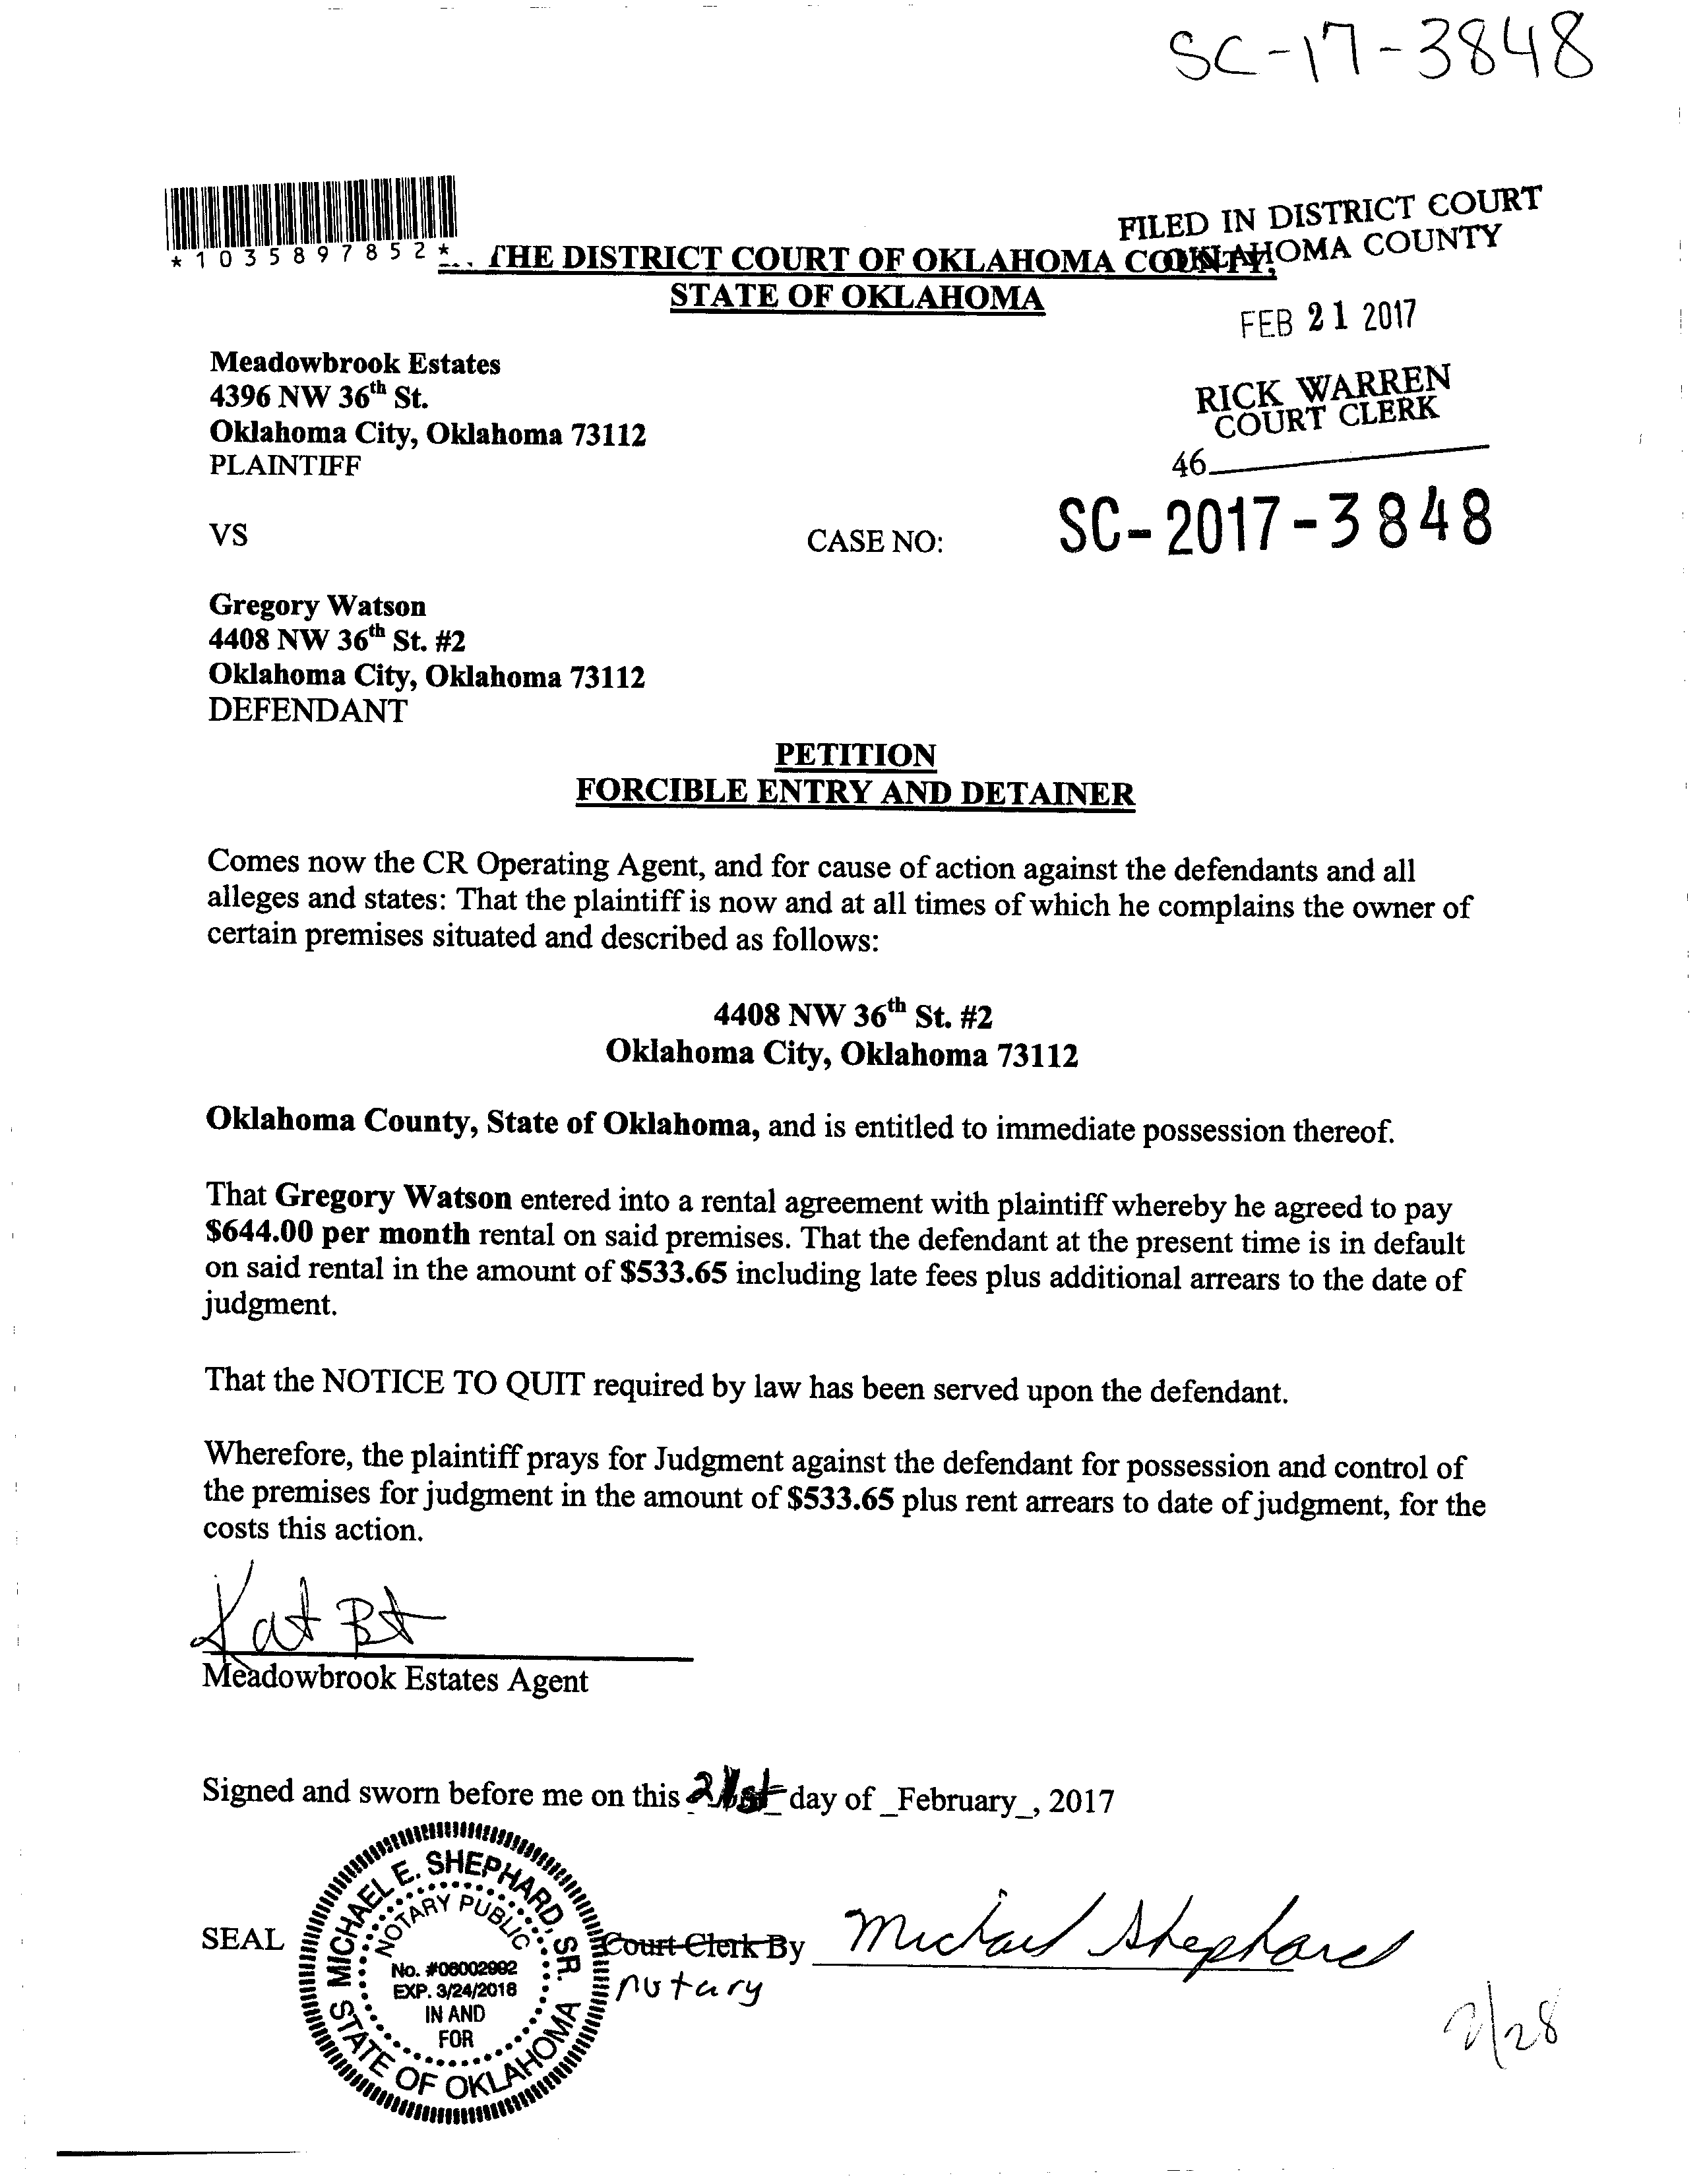 SC-17-3848
*1035897852*
THE DISTRICT COURT OF OKLAHOMA COUNTY,
STATE OF OKLAHOMA
FILED IN DISTRICT COURT
OKLAHOMA COUNTY
FEB 21 2017
RICK WARREN
COURT CLERK
46
Meadowbrook Estates
4396 NW 36th St.
Oklahoma City, Oklahoma 73112
PLAINTIFF
VS
CASE NO:
SC-2017-3848
Gregory Watson
4408 NW 36th St. #2
Oklahoma City, Oklahoma 73112
DEFENDANT
PETITION
FORCIBLE ENTRY AND DETAINER
Comes now the CR Operating Agent, and for cause of action against the defendants and all
alleges and states: That the plaintiff is now and at all times of which he complains the owner of
certain premises situated and described as follows:
4408 NW 36th St. #2
Oklahoma City, Oklahoma 73112
Oklahoma County, State of Oklahoma, and is entitled to immediate possession thereof.
That Gregory Watson entered into a rental agreement with plaintiff whereby he agreed to pay
$644.00 per month rental on said premises. That the defendant at the present time is in default
on said rental in the amount of $533.65 including late fees plus additional arrears to the date of
judgment.
That the NOTICE TO QUIT required by law has been served upon the defendant.
Wherefore, the plaintiff prays for Judgment against the defendant for possession and control of
the premises for judgment in the amount of $533.65 plus rent arrears to date of judgment, for the
costs this action.
Meadowbrook Estates Agent
Signed and sworn before me on this 21st day of _February_, 2017
SEAL
MICHAEL E. SHEPHARD, SR.
NOTARY PUBLIC
No. #06002992
EXP. 3/24/2018
IN AND
FOR
STATE OF OKLAHOMA
Court Clerk By Michael Shephard
notary
2/28